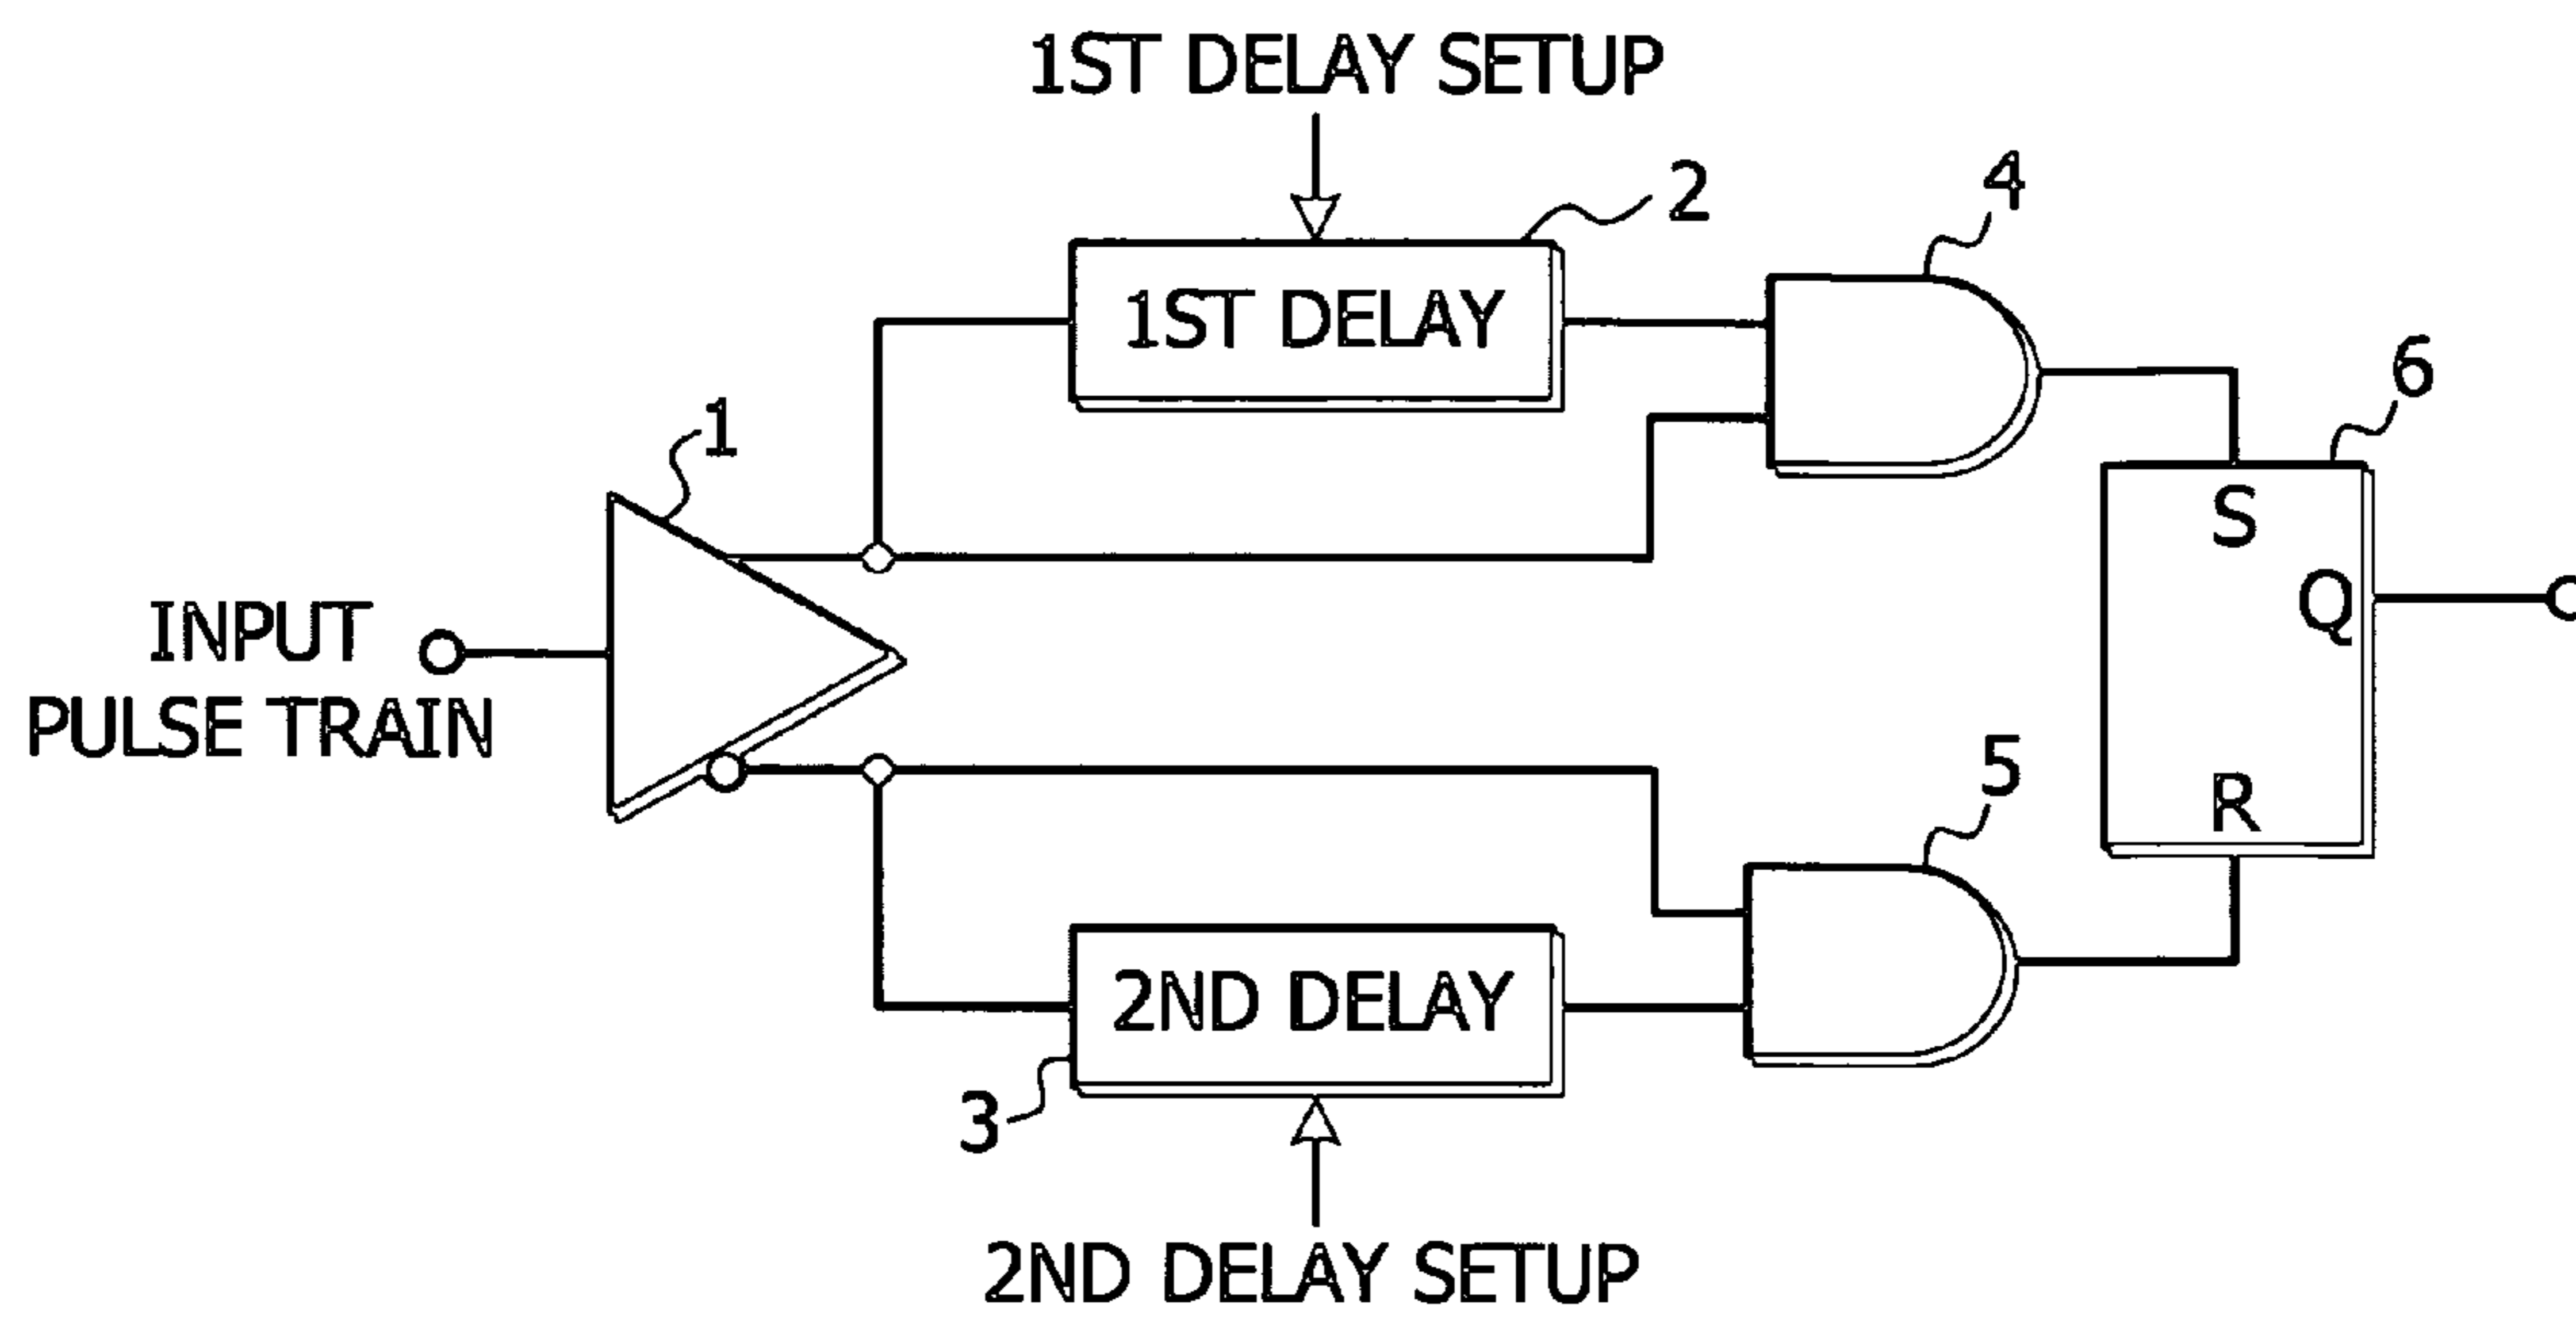 1ST DELAY SETUP
2
4
1ST DELAY
6
1
S
INPUT
PULSE TRAIN
Q
5
R
2ND DELAY
3
2ND DELAY SETUP